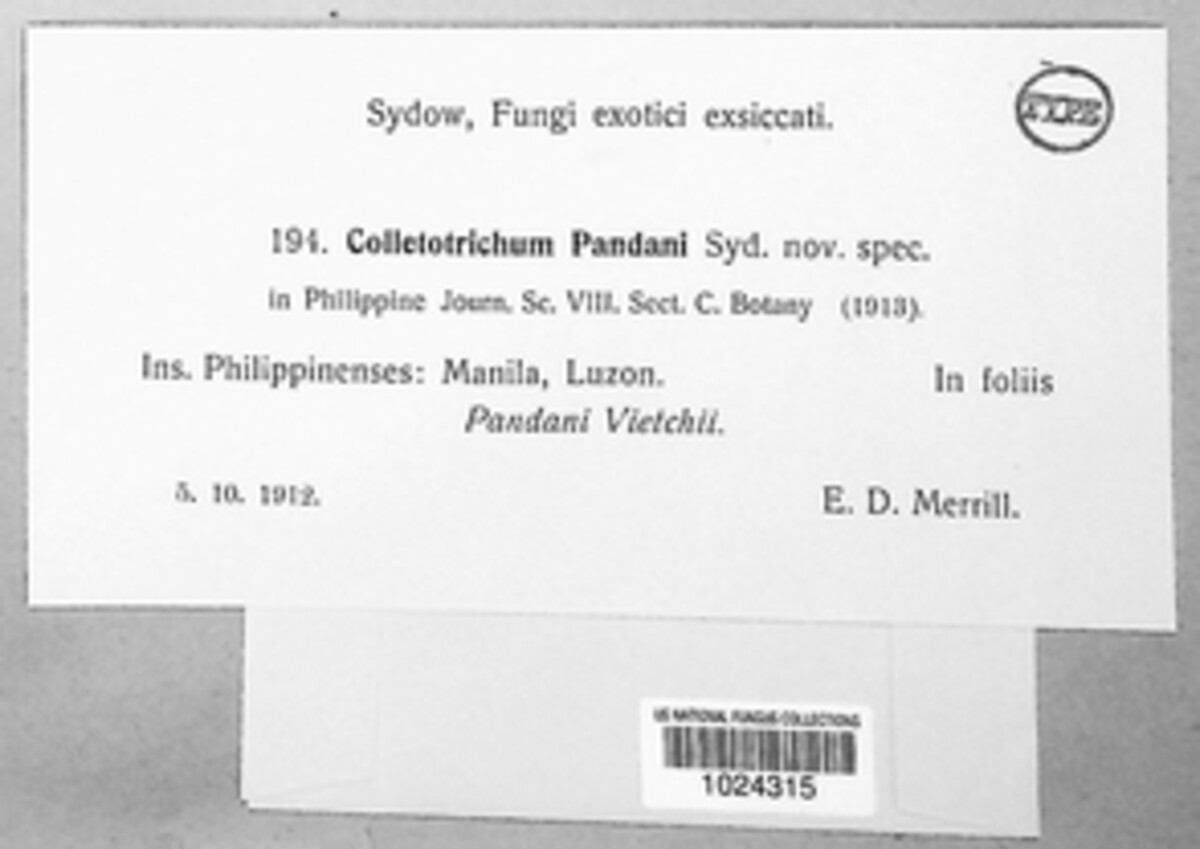 Sydow, Fungi exotici exsiccati.
194. Colletotrichum Pandani Syd. nov. spec.
in Philippine Journ. Sc. VIII. Sect. C. Botany (1913).
Ins. Philippinenses: Manila, Luzon. In foliis
Pandani Vietchii.
5. 10. 1912. E. D. Merrill.
US NATIONAL FUNGUS COLLECTIONS
1024315